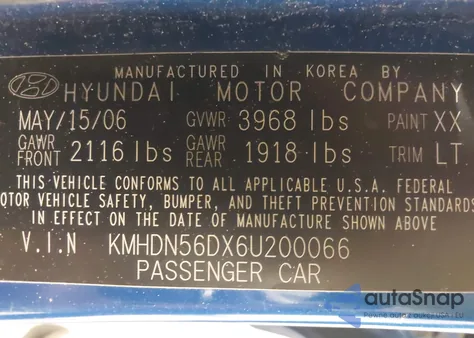 MANUFACTURED IN KOREA BY
HYUNDAI MOTOR COMPANY
MAY/15/06 GVWR 3968 lbs PAINT XX
GAWR FRONT 2116 lbs GAWR REAR 1918 lbs TRIM LT
THIS VEHICLE CONFORMS TO ALL APPLICABLE U.S.A. FEDERAL
OTOR VEHICLE SAFETY, BUMPER, AND THEFT PREVENTION STANDARDS
EFFECT ON THE DATE OF MANUFACTURE SHOWN ABOVE
V.I.N KMHDN56DX6U200066
PASSENGER CAR
autoSnap